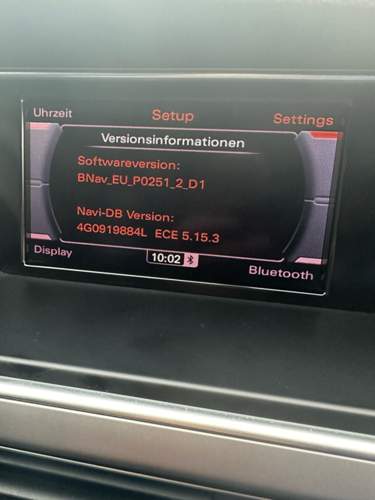 Uhrzeit Setup Settings
Versionsinformationen
Softwareversion:
BNav_EU_P0251_2_D1
Navi-DB Version:
4G0919884L ECE 5.15.3
Display 10:02 Bluetooth